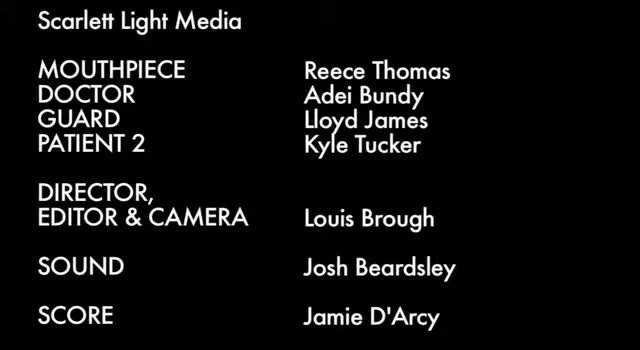 Scarlett Light Media
MOUTHPIECE Reece Thomas
DOCTOR Adei Bundy
GUARD Lloyd James
PATIENT 2 Kyle Tucker
DIRECTOR,
EDITOR & CAMERA Louis Brough
SOUND Josh Beardsley
SCORE Jamie D'Arcy